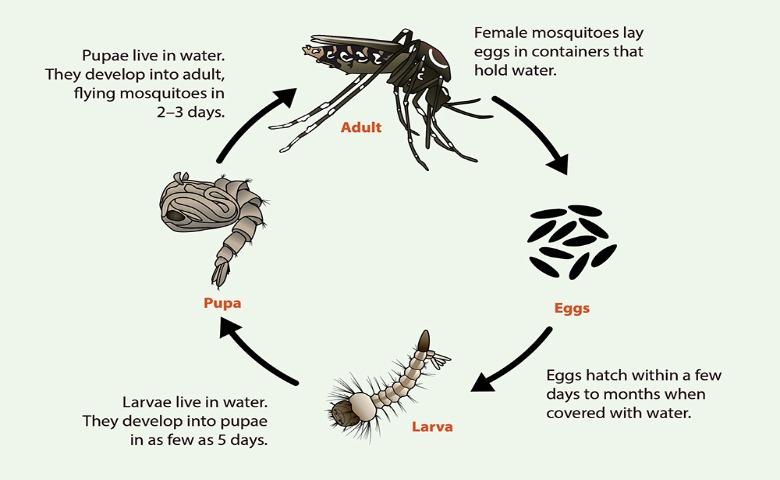 Female mosquitoes lay
eggs in containers that
hold water.
Pupae live in water.
They develop into adult,
flying mosquitoes in
2–3 days.
Adult
Pupa
Eggs
Eggs hatch within a few
days to months when
covered with water.
Larvae live in water.
They develop into pupae
in as few as 5 days.
Larva